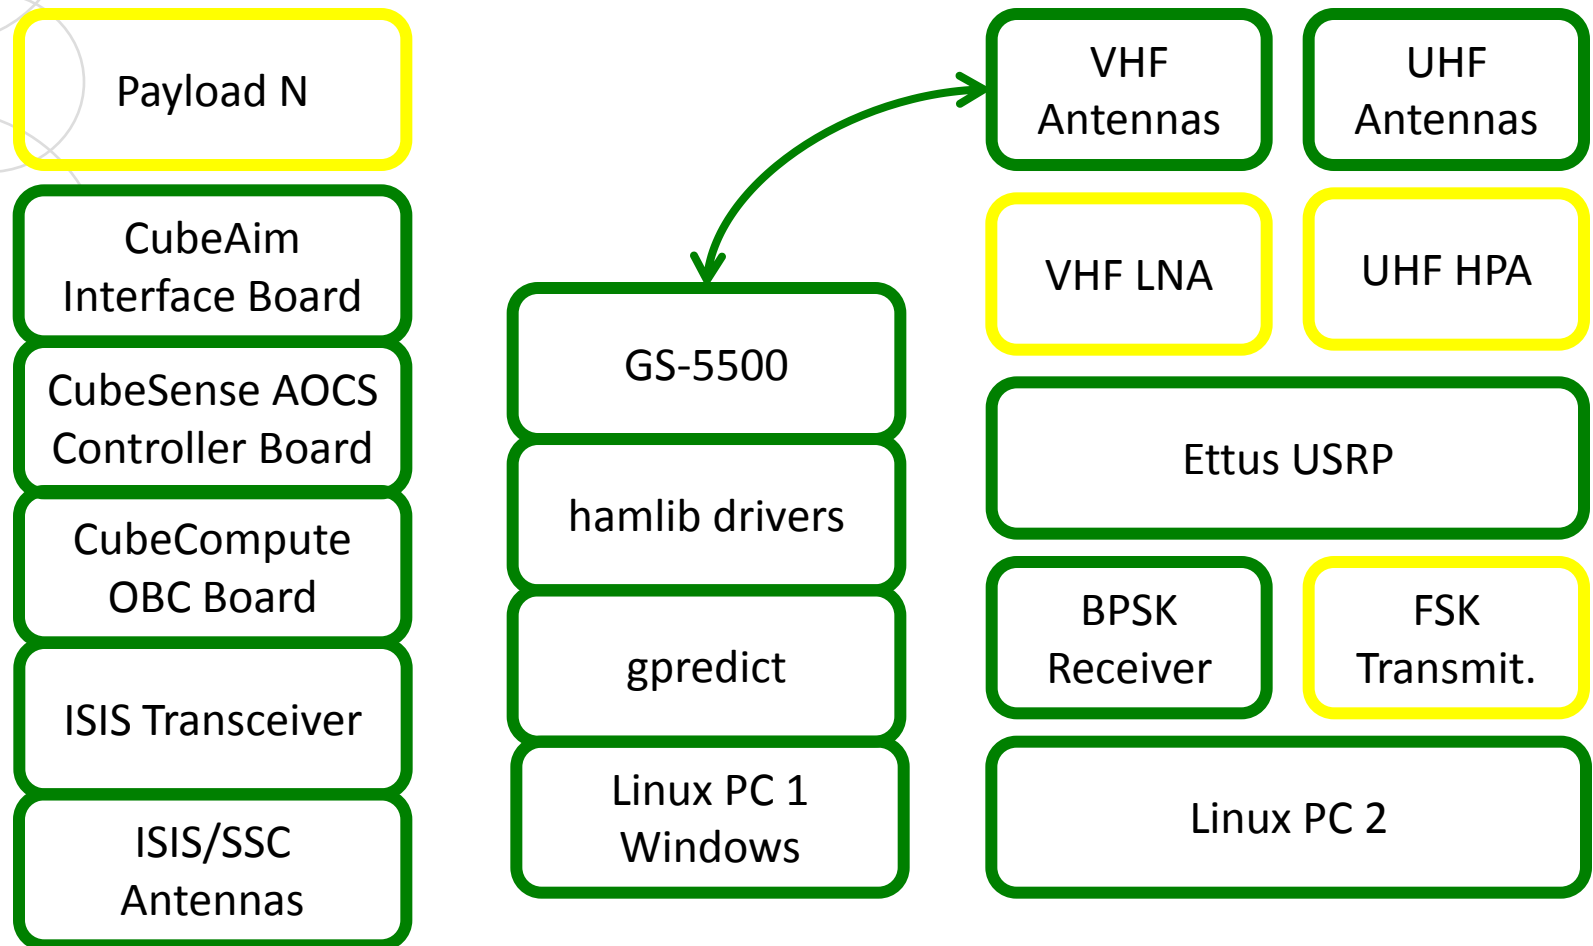 Payload N
CubeAim
Interface Board
CubeSense AOCS
Controller Board
CubeCompute
OBC Board
ISIS Transceiver
ISIS/SSC
Antennas
GS-5500
hamlib drivers
gpredict
Linux PC 1
Windows
VHF
Antennas
UHF
Antennas
VHF LNA
UHF HPA
Ettus USRP
BPSK
Receiver
FSK
Transmit.
Linux PC 2